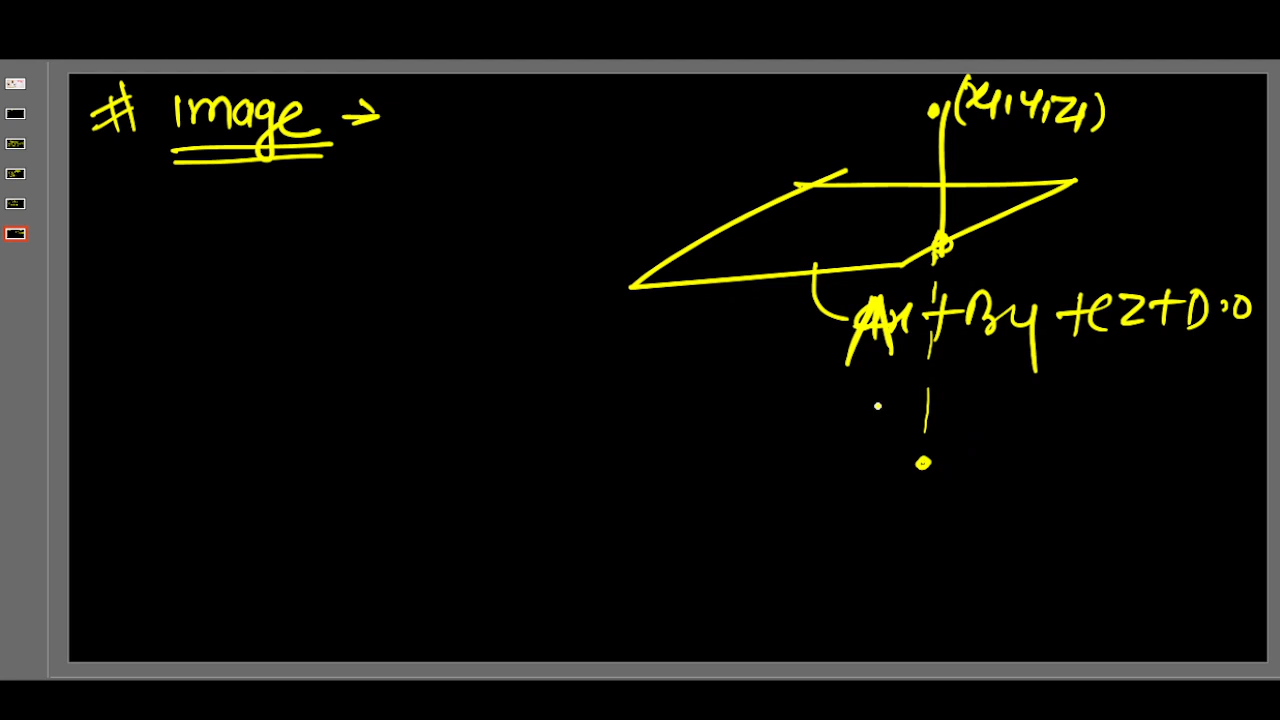 # Image →
(x1, y1, z1)
Ax + By + Cz + D = 0